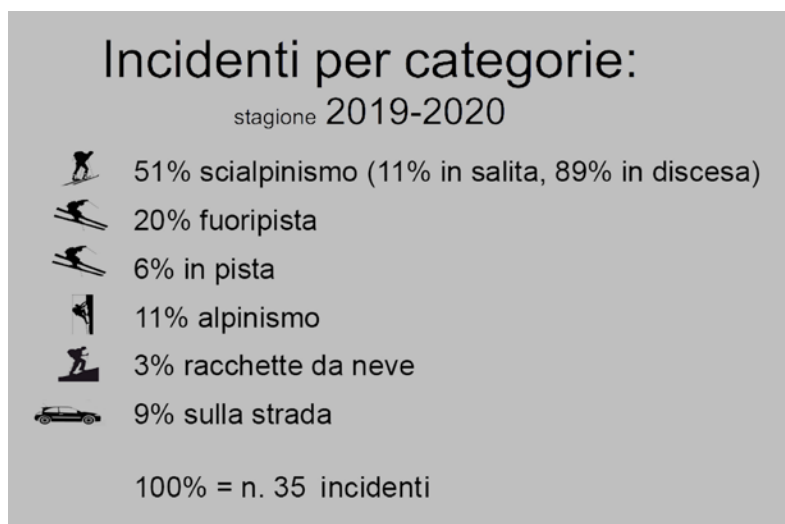 Incidenti per categorie:
stagione 2019-2020
51% scialpinismo (11% in salita, 89% in discesa)
20% fuoripista
6% in pista
11% alpinismo
3% racchette da neve
9% sulla strada
100% = n. 35 incidenti